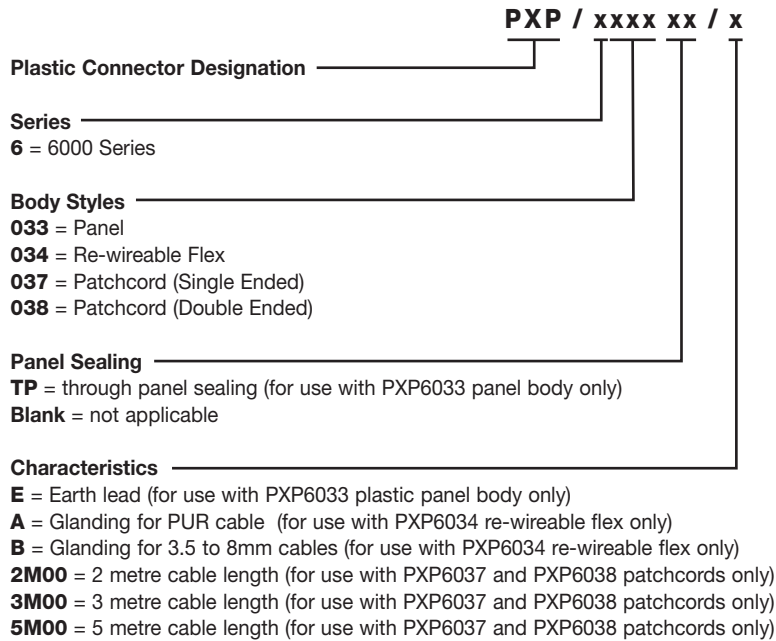 PXP / xxxx xx / x
Plastic Connector Designation
Series
6 = 6000 Series
Body Styles
033 = Panel
034 = Re-wireable Flex
037 = Patchcord (Single Ended)
038 = Patchcord (Double Ended)
Panel Sealing
TP = through panel sealing (for use with PXP6033 panel body only)
Blank = not applicable
Characteristics
E = Earth lead (for use with PXP6033 plastic panel body only)
A = Glanding for PUR cable (for use with PXP6034 re-wireable flex only)
B = Glanding for 3.5 to 8mm cables (for use with PXP6034 re-wireable flex only)
2M00 = 2 metre cable length (for use with PXP6037 and PXP6038 patchcords only)
3M00 = 3 metre cable length (for use with PXP6037 and PXP6038 patchcords only)
5M00 = 5 metre cable length (for use with PXP6037 and PXP6038 patchcords only)